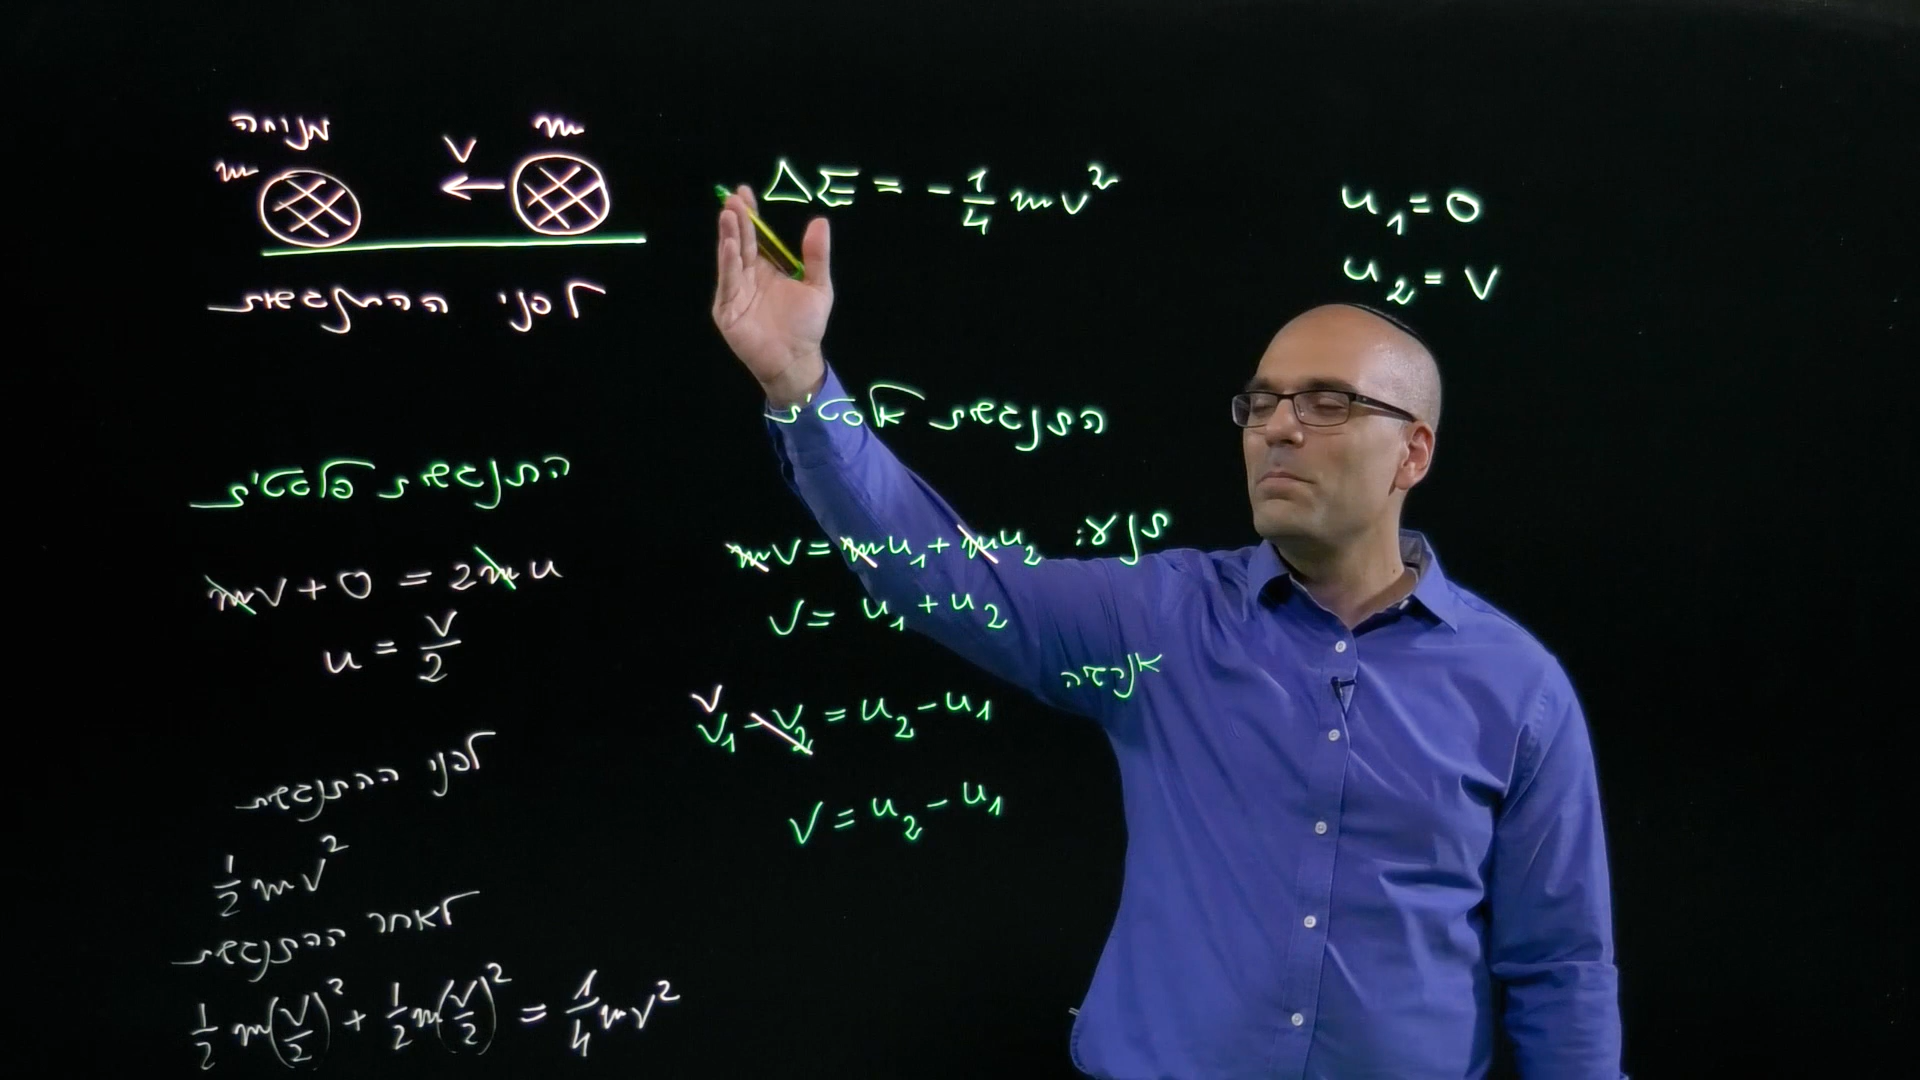 מניחה
m
m
V
לפני ההתנגשות
ΔE = -1/4 mv²
u₁ = 0
u₂ = V
התנגשות פלסטית
mV + 0 = 2mu
u = V/2
לפני ההתנגשות
1/2 mV²
לאחר ההתנגשות
1/2 m(V/2)² + 1/2 m(V/2)² = 1/4 mv²
התנגשות אלסטית
תנע: mV = mu₁ + mu₂
V = u₁ + u₂
אנרגיה
V
V₁ - V₂ = u₂ - u₁
V = u₂ - u₁